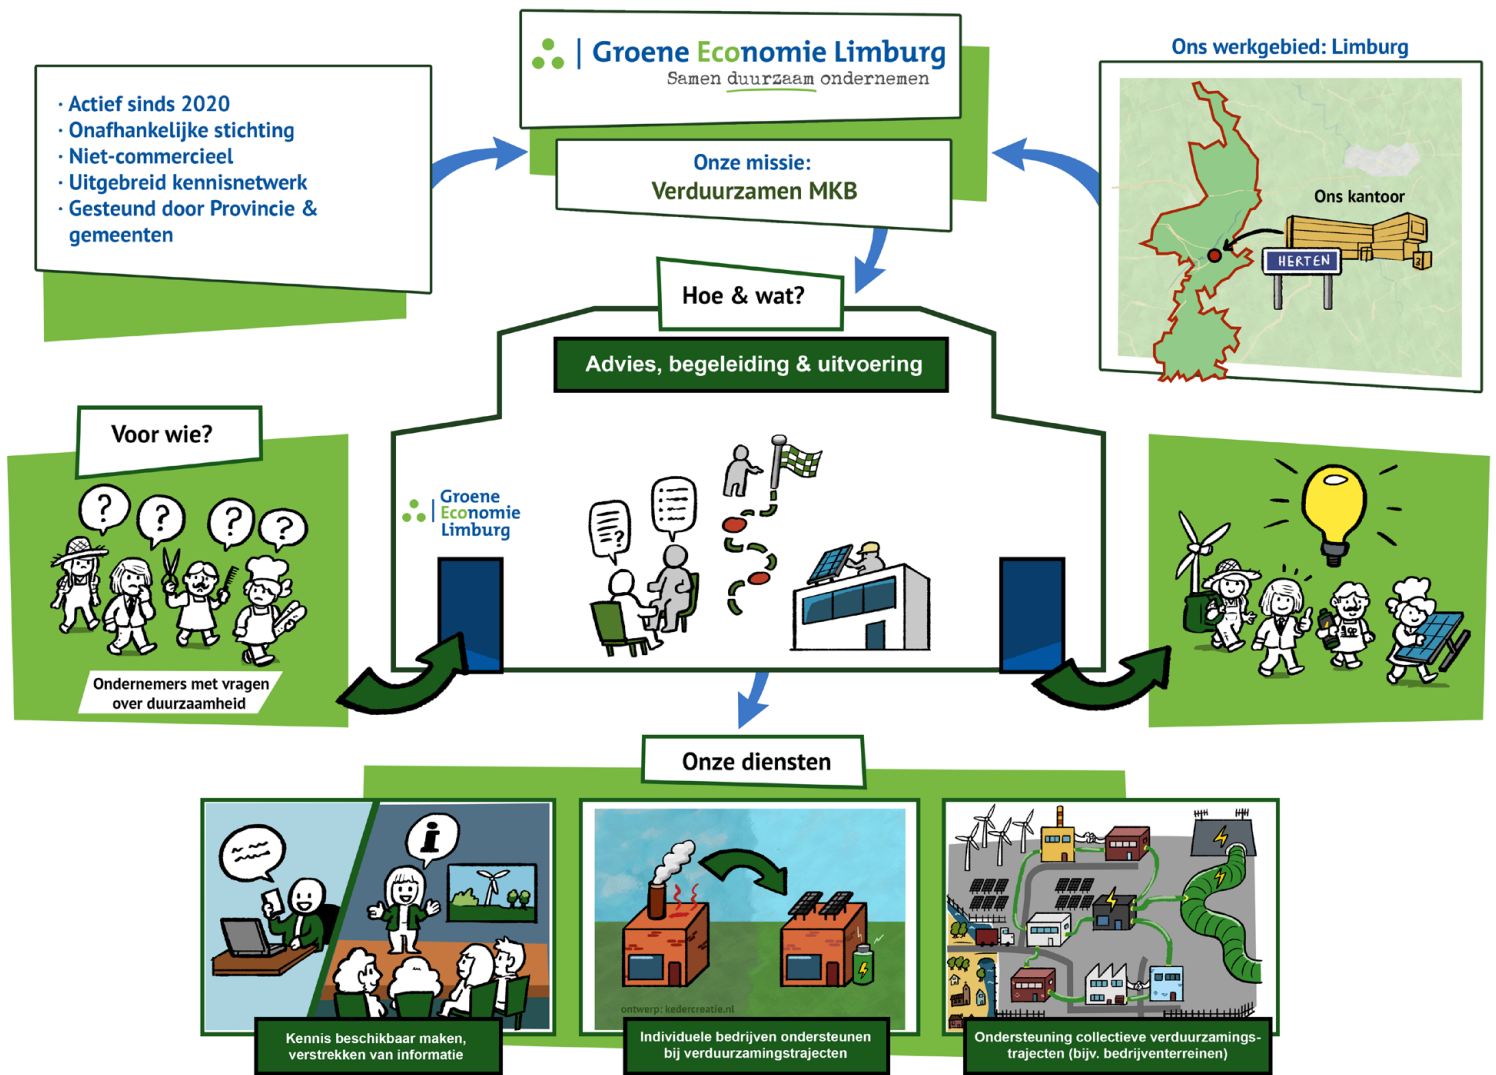 Groene Economie Limburg
Samen duurzaam ondernemen
Onze missie:
Verduurzamen MKB
· Actief sinds 2020
· Onafhankelijke stichting
· Niet-commercieel
· Uitgebreid kennisnetwerk
· Gesteund door Provincie &
gemeenten
Ons werkgebied: Limburg
Ons kantoor
HERTEN
Hoe & wat?
Advies, begeleiding & uitvoering
Voor wie?
? ? ? ?
Ondernemers met vragen
over duurzaamheid
Groene
Economie
Limburg
?
Onze diensten
i
ontwerp: kedercreatie.nl
Kennis beschikbaar maken,
verstrekken van informatie
Individuele bedrijven ondersteunen
bij verduurzamingstrajecten
Ondersteuning collectieve verduurzamings-
trajecten (bijv. bedrijventerreinen)